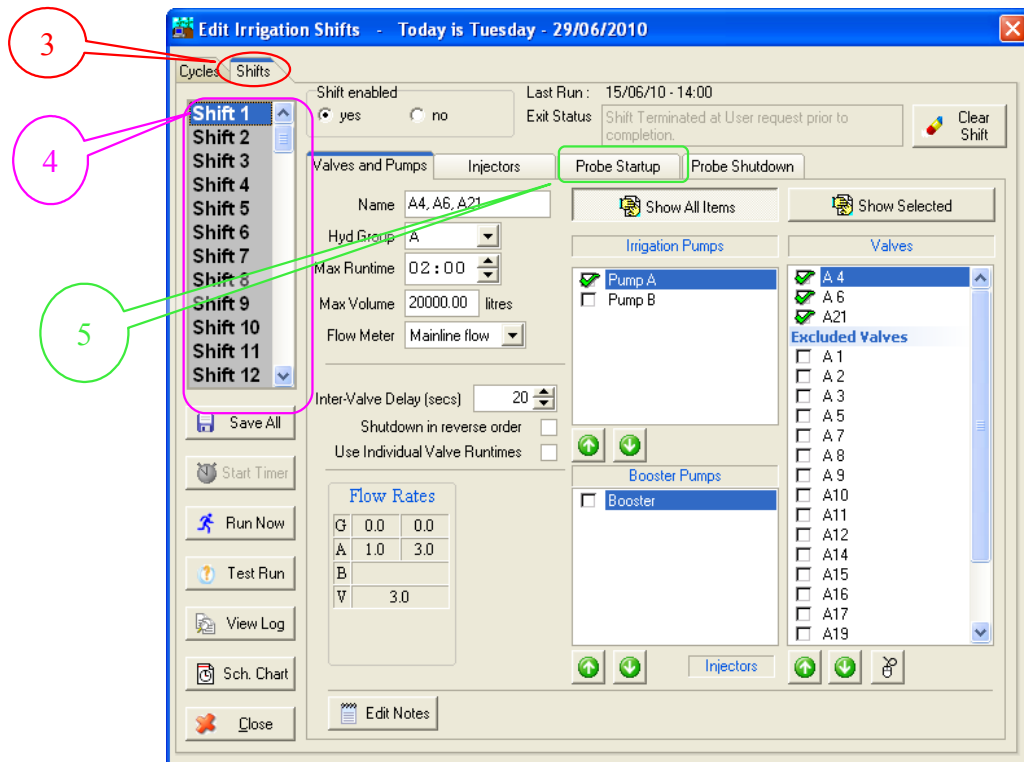 Edit Irrigation Shifts - Today is Tuesday - 29/06/2010
3
Cycles Shifts
Shift enabled
yes no
Last Run : 15/06/10 - 14:00
Exit Status Shift Terminated at User request prior to
completion.
Clear
Shift
4
Shift 1
Shift 2
Shift 3
Shift 4
Shift 5
Shift 6
Shift 7
Shift 8
Shift 9
Shift 10
Shift 11
Shift 12
Valves and Pumps Injectors Probe Startup Probe Shutdown
5
Name A4, A6, A21
Hyd Group A
Max Runtime 02:00
Max Volume 20000.00 litres
Flow Meter Mainline flow
Inter-Valve Delay (secs) 20
Shutdown in reverse order
Use Individual Valve Runtimes
Flow Rates
G 0.0 0.0
A 1.0 3.0
B
V 3.0
Show All Items
Irrigation Pumps
Pump A
Pump B
Booster Pumps
Booster
Injectors
Show Selected
Valves
A 4
A 6
A21
Excluded Valves
A 1
A 2
A 3
A 5
A 7
A 8
A 9
A10
A11
A12
A14
A15
A16
A17
A19
Save All
Start Timer
Run Now
Test Run
View Log
Sch. Chart
Close
Edit Notes